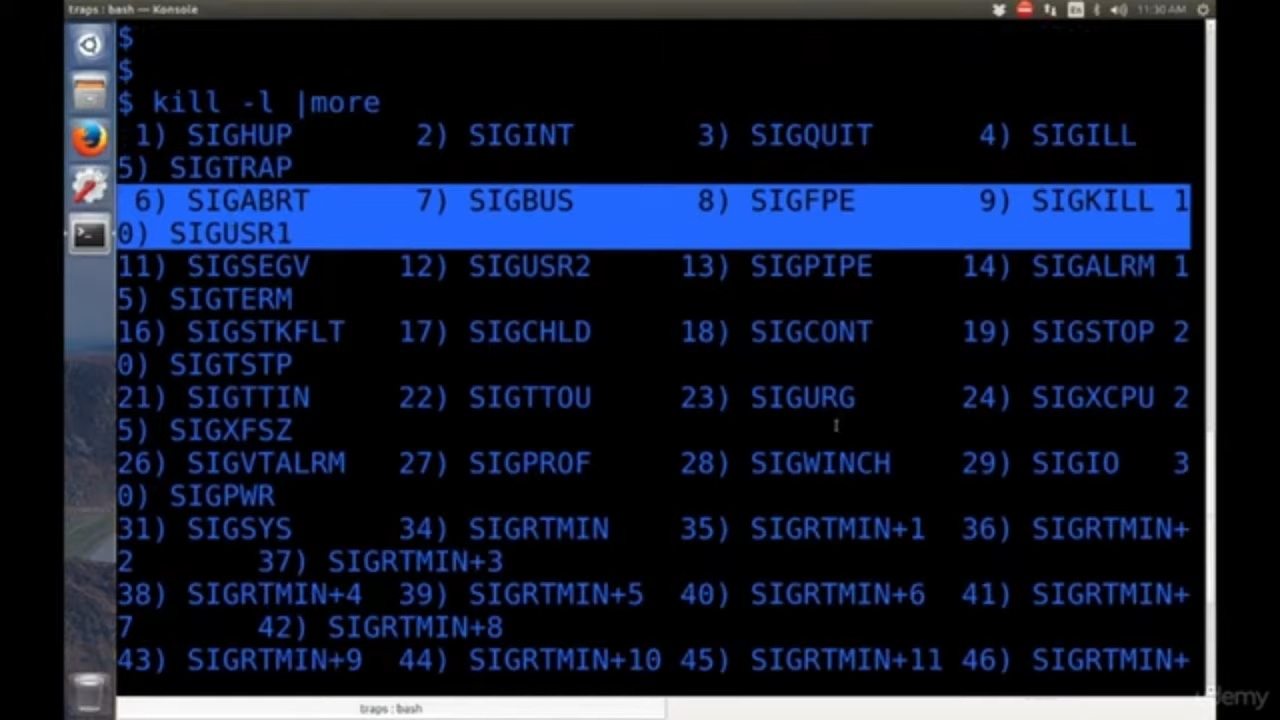 traps : bash — Konsole
En
11:30 AM
$
$
$ kill -l |more
 1) SIGHUP       2) SIGINT       3) SIGQUIT      4) SIGILL
5) SIGTRAP
 6) SIGABRT      7) SIGBUS       8) SIGFPE       9) SIGKILL 1
0) SIGUSR1
11) SIGSEGV     12) SIGUSR2     13) SIGPIPE     14) SIGALRM 1
5) SIGTERM
16) SIGSTKFLT   17) SIGCHLD     18) SIGCONT     19) SIGSTOP 2
0) SIGTSTP
21) SIGTTIN     22) SIGTTOU     23) SIGURG      24) SIGXCPU 2
5) SIGXFSZ
26) SIGVTALRM   27) SIGPROF     28) SIGWINCH    29) SIGIO   3
0) SIGPWR
31) SIGSYS      34) SIGRTMIN    35) SIGRTMIN+1  36) SIGRTMIN+
2       37) SIGRTMIN+3
38) SIGRTMIN+4  39) SIGRTMIN+5  40) SIGRTMIN+6  41) SIGRTMIN+
7       42) SIGRTMIN+8
43) SIGRTMIN+9  44) SIGRTMIN+10 45) SIGRTMIN+11 46) SIGRTMIN+
traps : bash
udemy